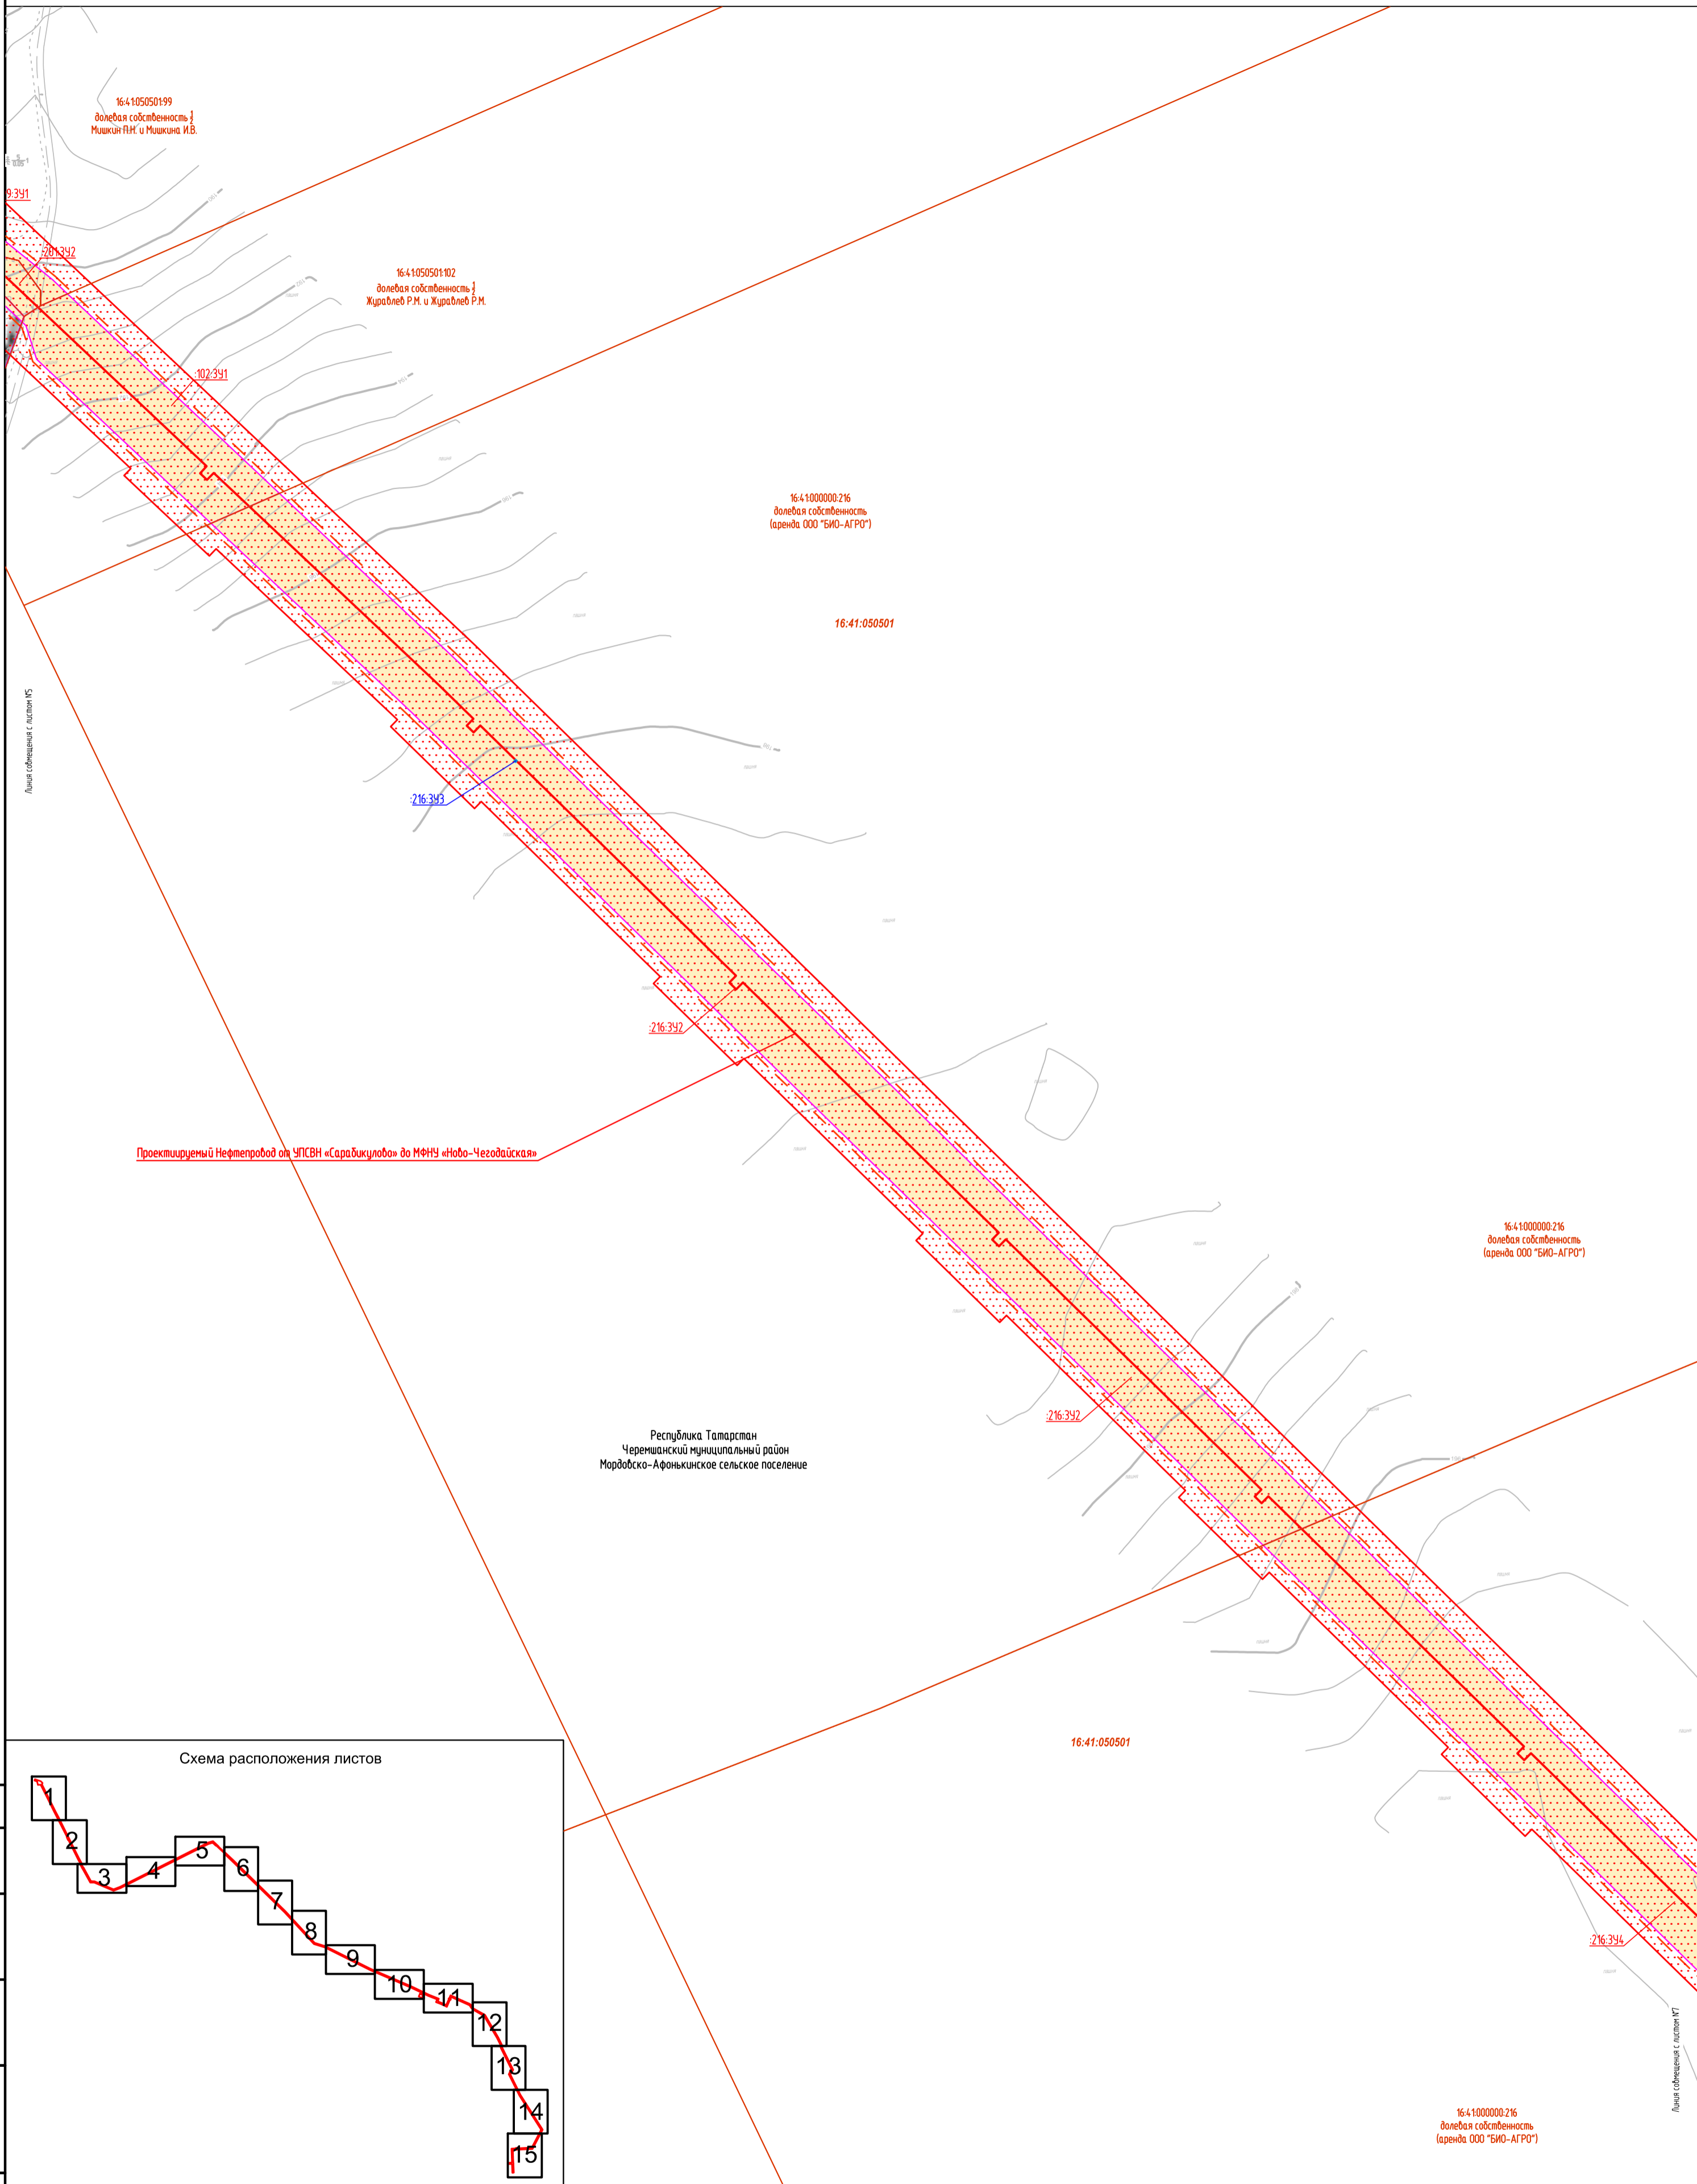 16:41:050501:99
долевая собственность 1/2
Мишкин П.Н. и Мишкина И.В.
9:ЗУ1
:201:ЗУ2
16:41:050501:102
долевая собственность 1/2
Журавлев Р.М. и Журавлев Р.М.
:102:ЗУ1
16:41:000000:216
долевая собственность
(аренда ООО "БИО-АГРО")
16:41:050501
Линия совмещения с листом №5
:216:ЗУ3
:216:ЗУ2
Проектируемый Нефтепровод от УПСВН «Сарабикулово» до МФНУ «Ново-Чегодайская»
16:41:000000:216
долевая собственность
(аренда ООО "БИО-АГРО")
:216:ЗУ2
Республика Татарстан
Черемшанский муниципальный район
Мордовско-Афонькинское сельское поселение
16:41:050501
:216:ЗУ4
Линия совмещения с листом №7
16:41:000000:216
долевая собственность
(аренда ООО "БИО-АГРО")
Схема расположения листов
1
2
3
4
5
6
7
8
9
10
11
12
13
14
15